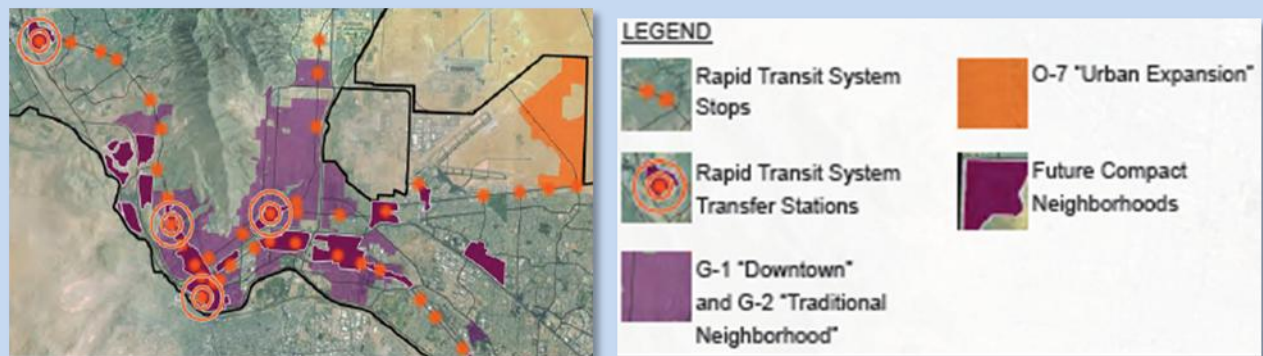 LEGEND
Rapid Transit System
Stops
Rapid Transit System
Transfer Stations
G-1 "Downtown"
and G-2 "Traditional
Neighborhood"
O-7 "Urban Expansion"
Future Compact
Neighborhoods